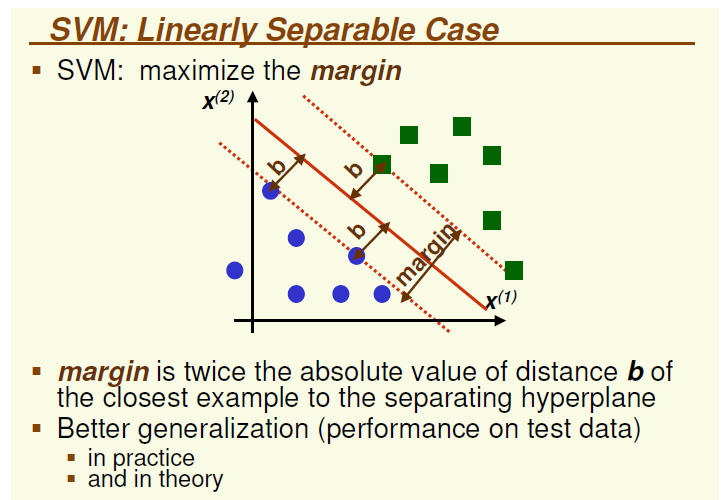 SVM: Linearly Separable Case
▪ SVM: maximize the margin
x(2)
b
b
b
margin
x(1)
▪ margin is twice the absolute value of distance b of
the closest example to the separating hyperplane
▪ Better generalization (performance on test data)
▪ in practice
▪ and in theory